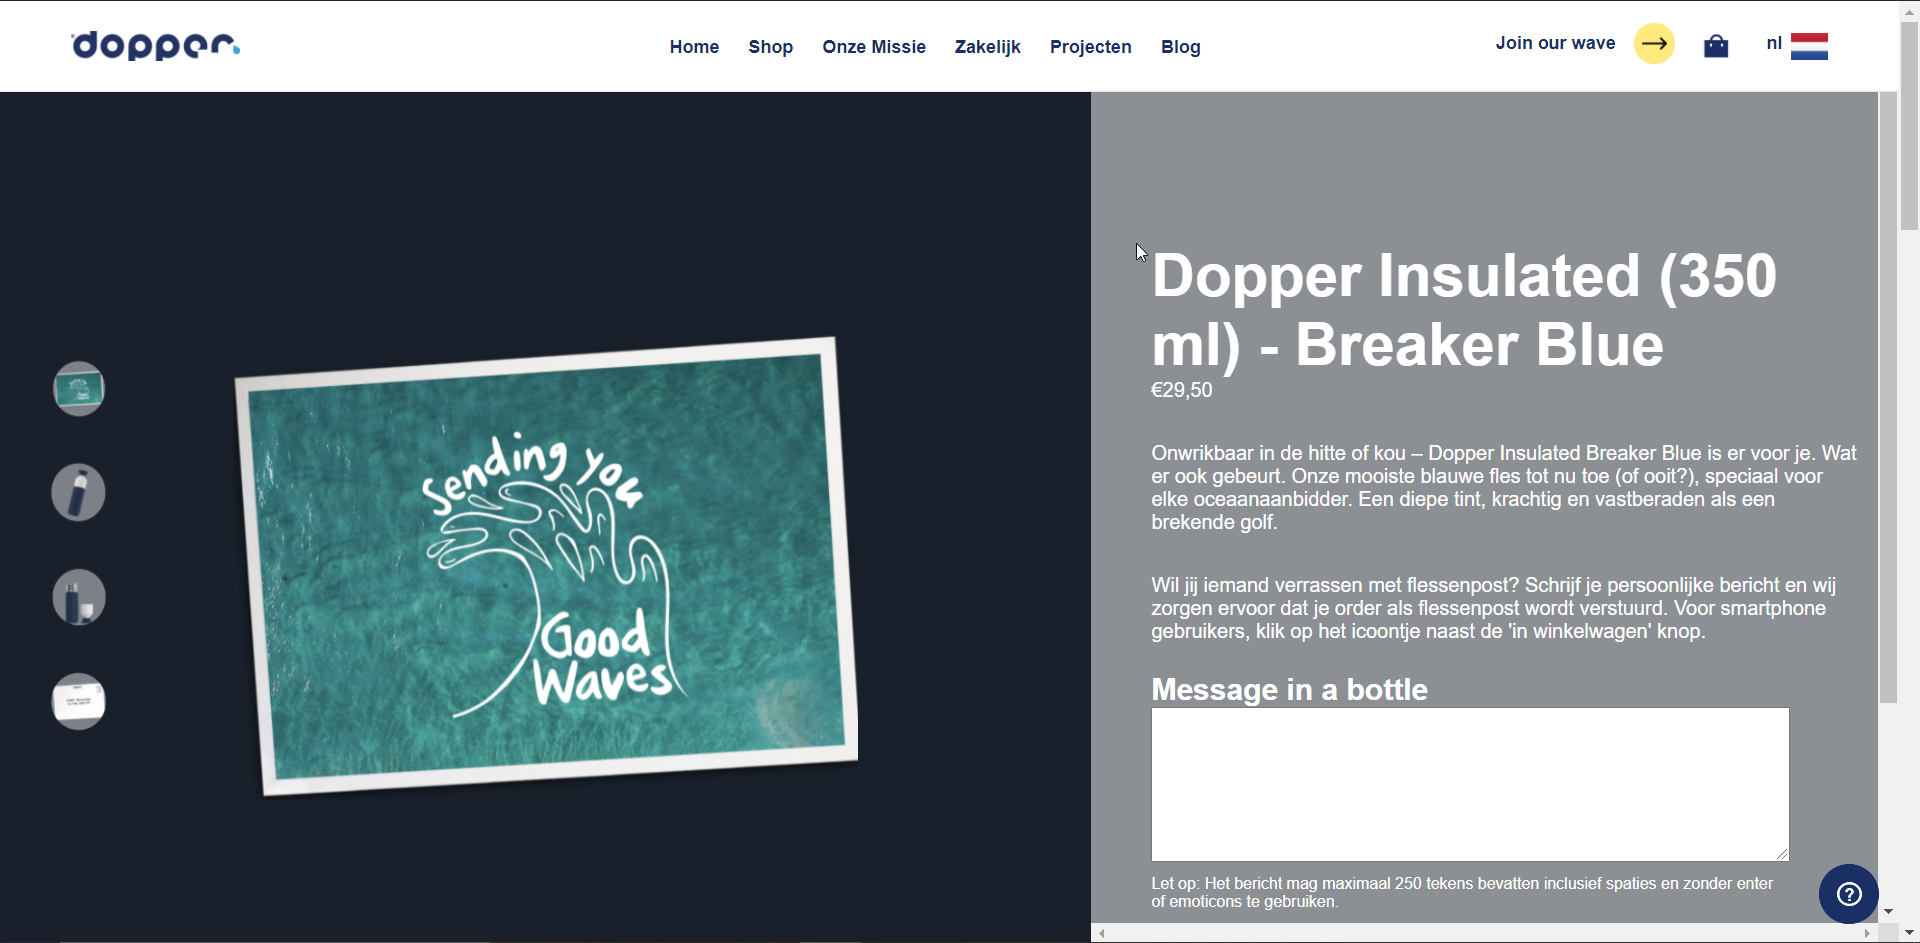 dopper
Home Shop Onze Missie Zakelijk Projecten Blog
Join our wave
nl
Sending you
Good
Waves
Dopper Insulated (350
ml) - Breaker Blue
€29,50
Onwrikbaar in de hitte of kou – Dopper Insulated Breaker Blue is er voor je. Wat
er ook gebeurt. Onze mooiste blauwe fles tot nu toe (of ooit?), speciaal voor
elke oceaanaanbidder. Een diepe tint, krachtig en vastberaden als een
brekende golf.
Wil jij iemand verrassen met flessenpost? Schrijf je persoonlijke bericht en wij
zorgen ervoor dat je order als flessenpost wordt verstuurd. Voor smartphone
gebruikers, klik op het icoontje naast de 'in winkelwagen' knop.
Message in a bottle
Let op: Het bericht mag maximaal 250 tekens bevatten inclusief spaties en zonder enter
of emoticons te gebruiken.
?